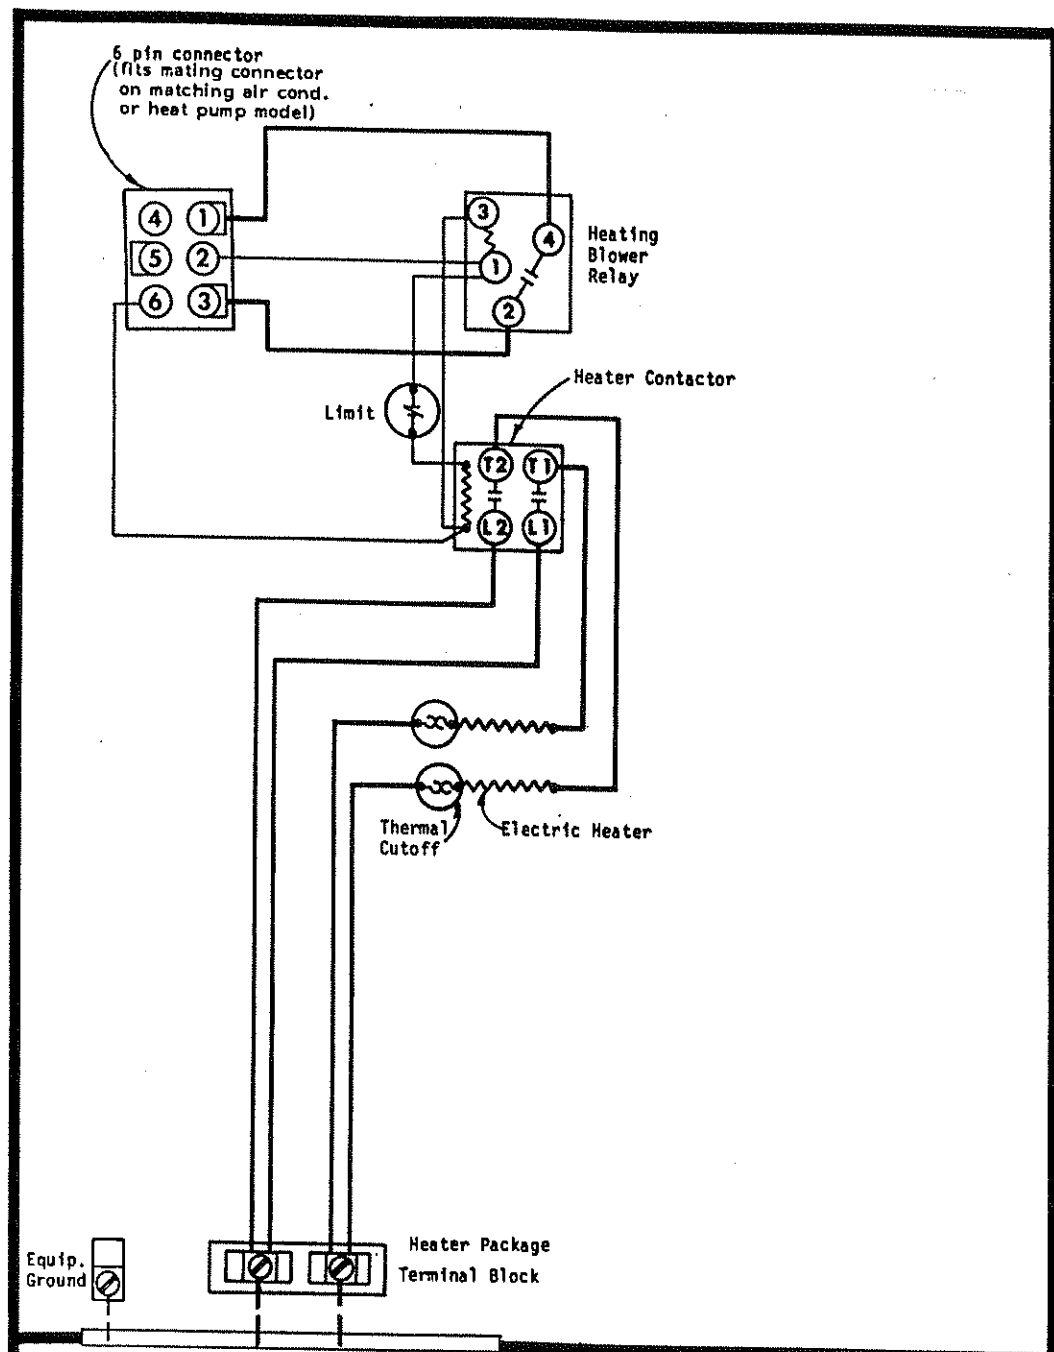 6 pin connector
(fits mating connector
on matching air cond.
or heat pump model)
4 1
5 2
6 3
3
4
1
2
Heating
Blower
Relay
Heater Contactor
Limit
T2 T1
L2 L1
Thermal
Cutoff
Electric Heater
Heater Package
Terminal Block
Equip.
Ground